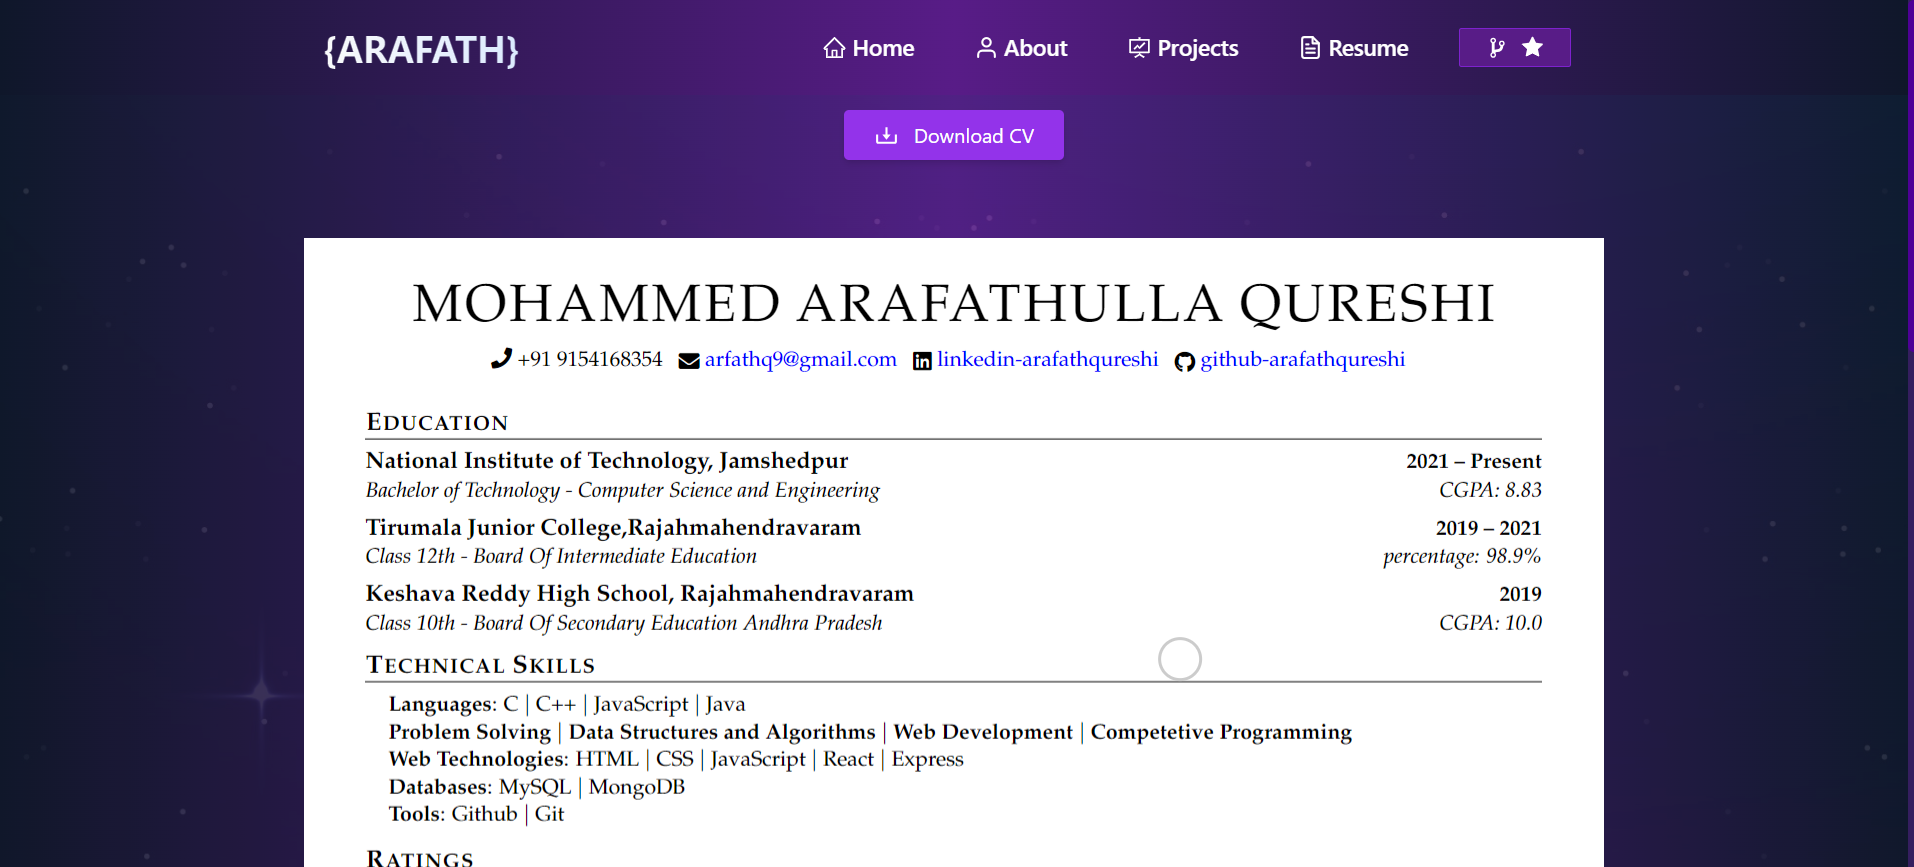 {ARAFATH}
Home
About
Projects
Resume
Download CV
MOHAMMED ARAFATHULLA QURESHI
+91 9154168354 arfathq9@gmail.com linkedin-arafathqureshi github-arafathqureshi
EDUCATION
National Institute of Technology, Jamshedpur 2021 – Present
Bachelor of Technology - Computer Science and Engineering CGPA: 8.83
Tirumala Junior College,Rajahmahendravaram 2019 – 2021
Class 12th - Board Of Intermediate Education percentage: 98.9%
Keshava Reddy High School, Rajahmahendravaram 2019
Class 10th - Board Of Secondary Education Andhra Pradesh CGPA: 10.0
TECHNICAL SKILLS
Languages: C | C++ | JavaScript | Java
Problem Solving | Data Structures and Algorithms | Web Development | Competetive Programming
Web Technologies: HTML | CSS | JavaScript | React | Express
Databases: MySQL | MongoDB
Tools: Github | Git
RATINGS